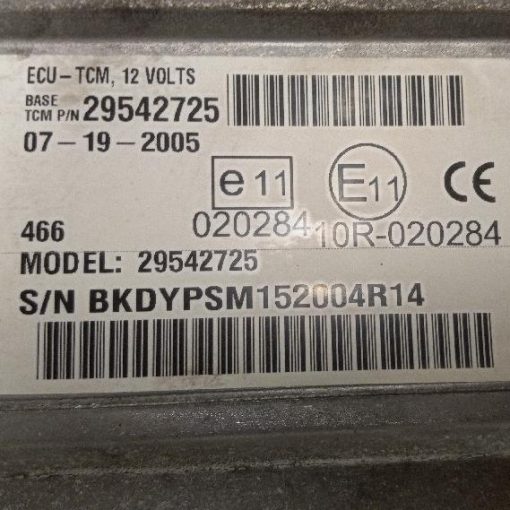 ECU-TCM, 12 VOLTS
BASE
TCM P/N 29542725
07-19-2005
e11
E11
CE
020284
10R-020284
466
MODEL: 29542725
S/N BKDYPSM152004R14